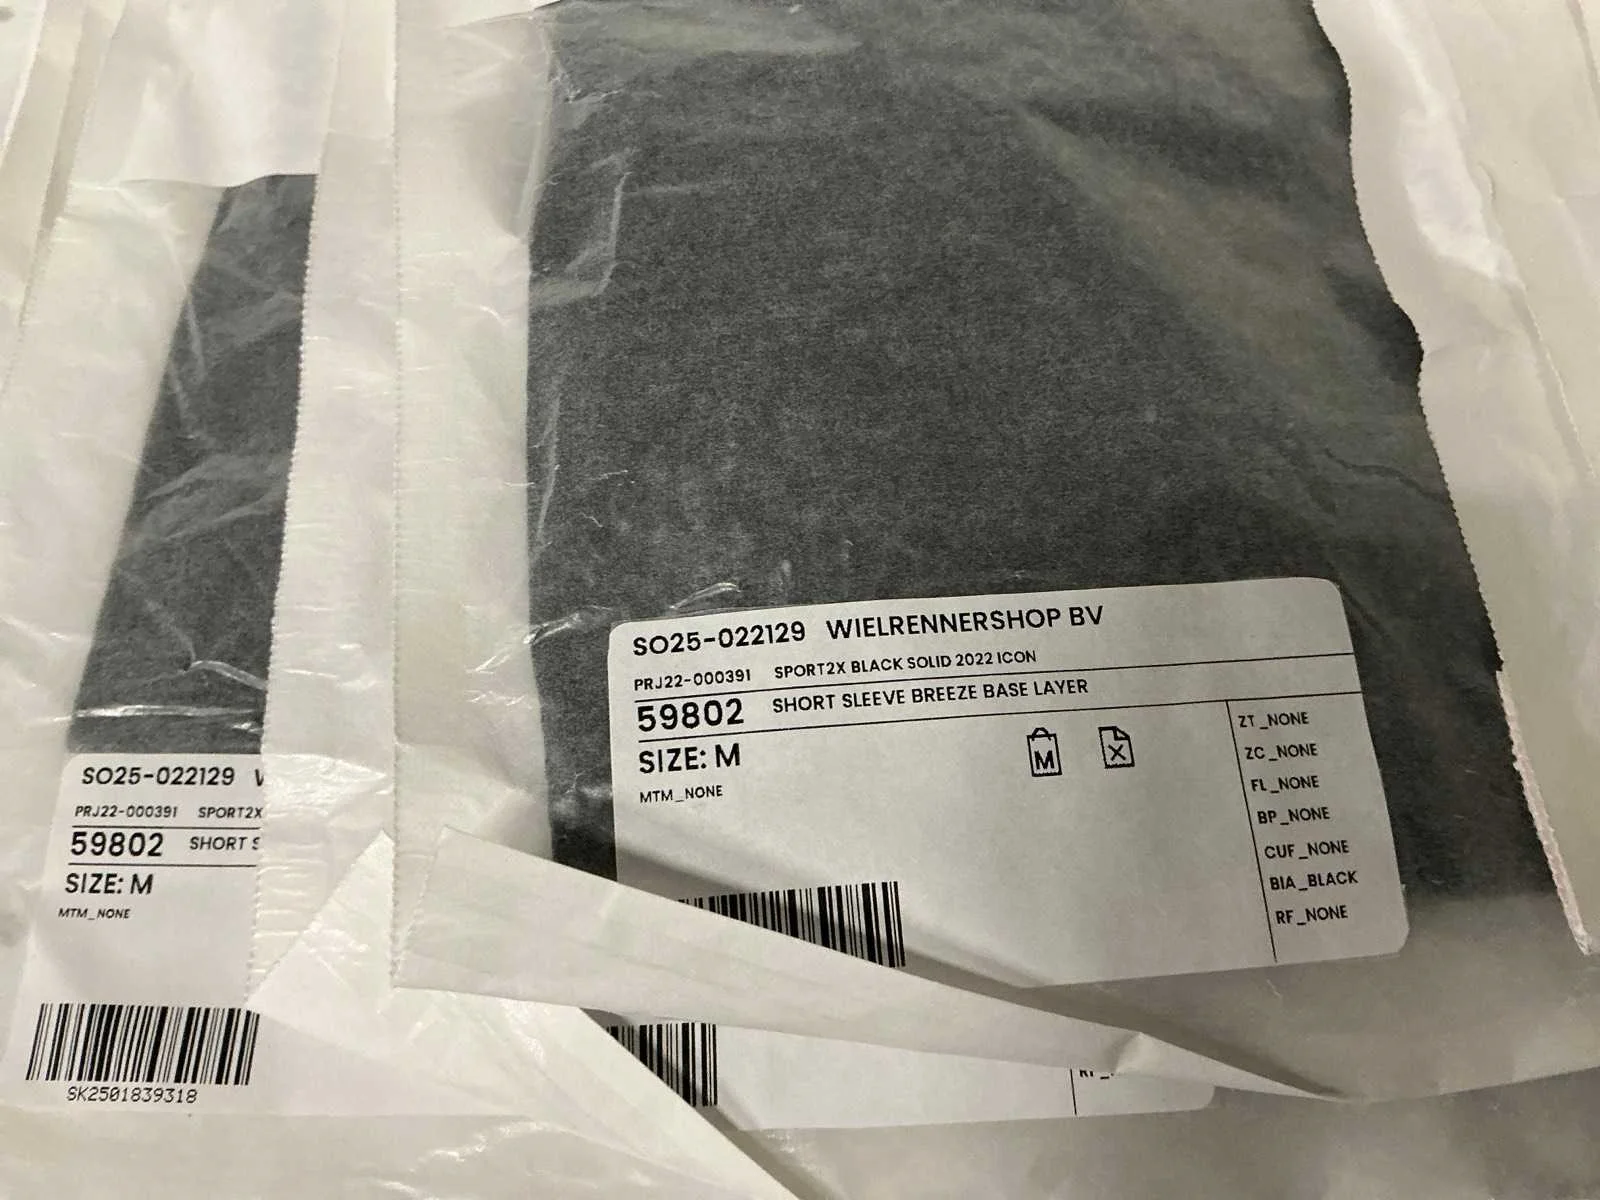 SO25-022129 WIELRENNERSHOP BV
PRJ22-000391 SPORT2X BLACK SOLID 2022 ICON
59802 SHORT SLEEVE BREEZE BASE LAYER
SIZE: M
MTM_NONE
M
X
ZT_NONE
ZC_NONE
FL_NONE
BP_NONE
CUF_NONE
BIA_BLACK
RF_NONE
SO25-022129
PRJ22-000391 SPORT2X
59802 SHORT
SIZE: M
MTM_NONE
SK2501839318